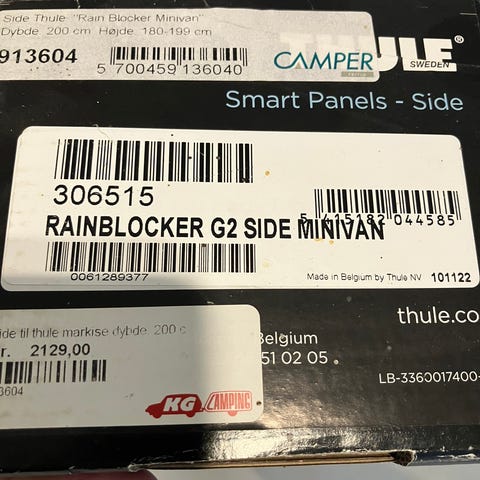 Side Thule "Rain Blocker Minivan"
Dybde. 200 cm Højde. 180-199 cm
913604
5 700459 136040
CAMPER
THULE
®
SWEDEN
Smart Panels - Side
306515
5 415182 044585
RAINBLOCKER G2 SIDE MINIVAN
0061289377
Made in Belgium by Thule NV 101122
thule.co
ide til thule markise dybde. 200 c
r. 2129,00
3604
KG CAMPING
Belgium
51 02 05
LB-3360017400-